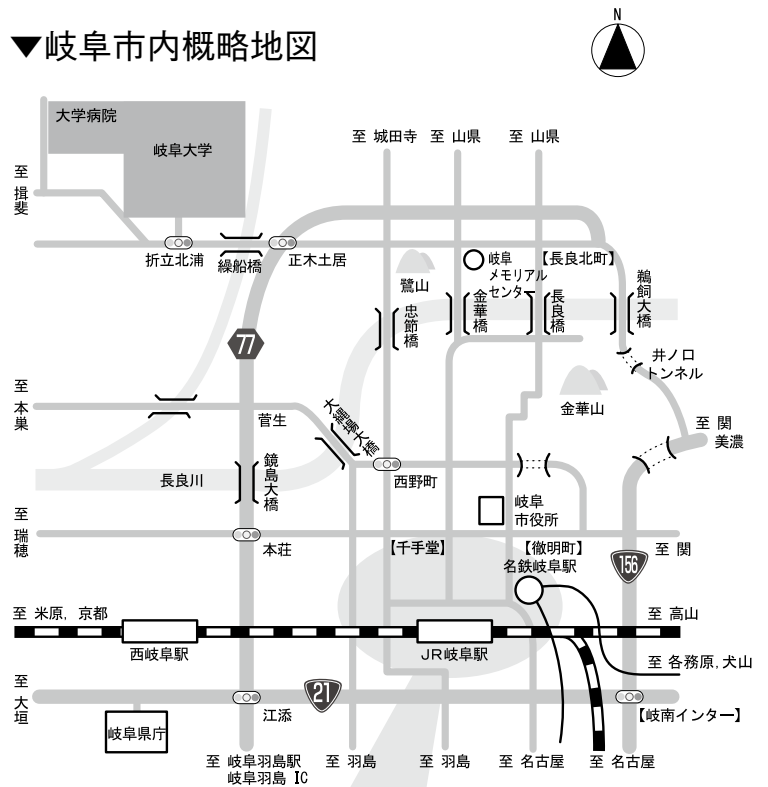 N
▼岐阜市内概略地図
大学病院
岐阜大学
至 城田寺
至 山県
至 山県
至 揖斐
折立北浦
繰船橋
正木土居
鷺山
岐阜
メモリアル
センター
【長良北町】
忠節橋
金華橋
長良橋
鵜飼大橋
77
井ノ口
トンネル
至 本巣
菅生
大縄場大橋
金華山
至 関
美濃
長良川
鏡島大橋
西野町
岐阜
市役所
至 瑞穂
本荘
【千手堂】
【徹明町】
至 関
名鉄岐阜駅
156
至 米原，京都
至 高山
西岐阜駅
JR岐阜駅
至 各務原，犬山
至 大垣
21
江添
【岐南インター】
岐阜県庁
至 岐阜羽島駅
岐阜羽島 IC
至 羽島
至 羽島
至 名古屋
至 名古屋